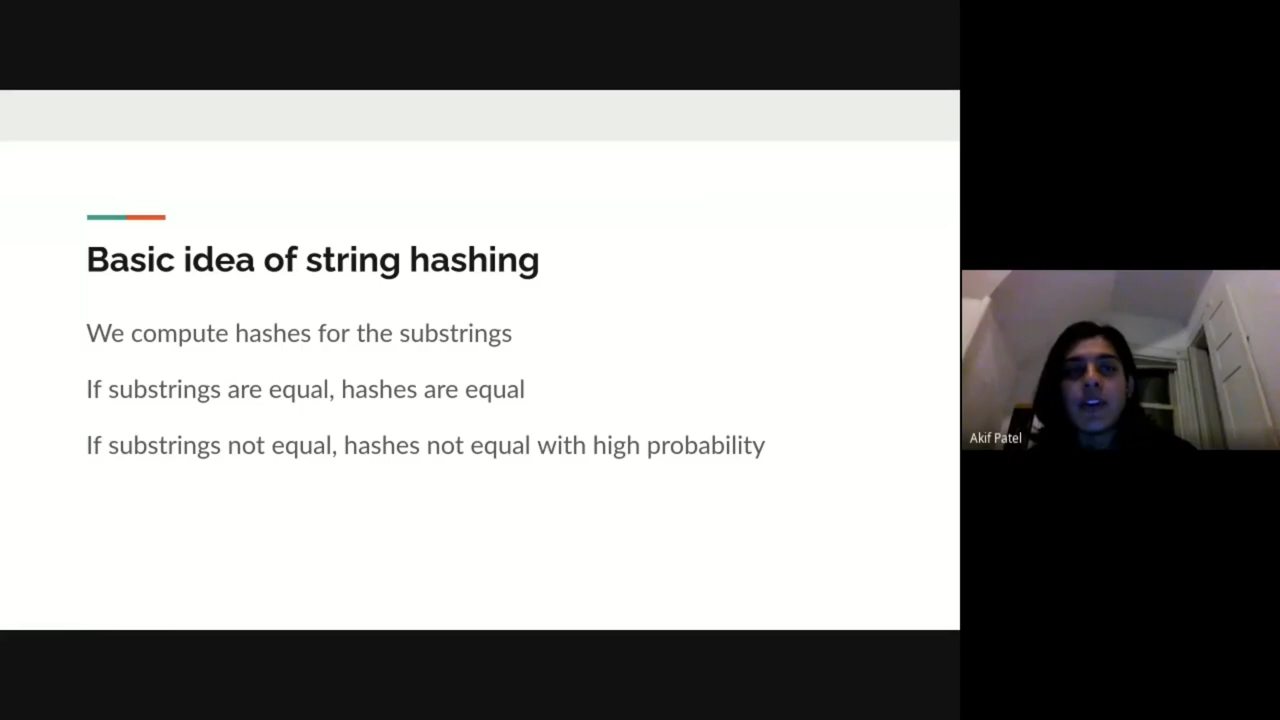 Basic idea of string hashing
We compute hashes for the substrings
If substrings are equal, hashes are equal
If substrings not equal, hashes not equal with high probability
Akif Patel